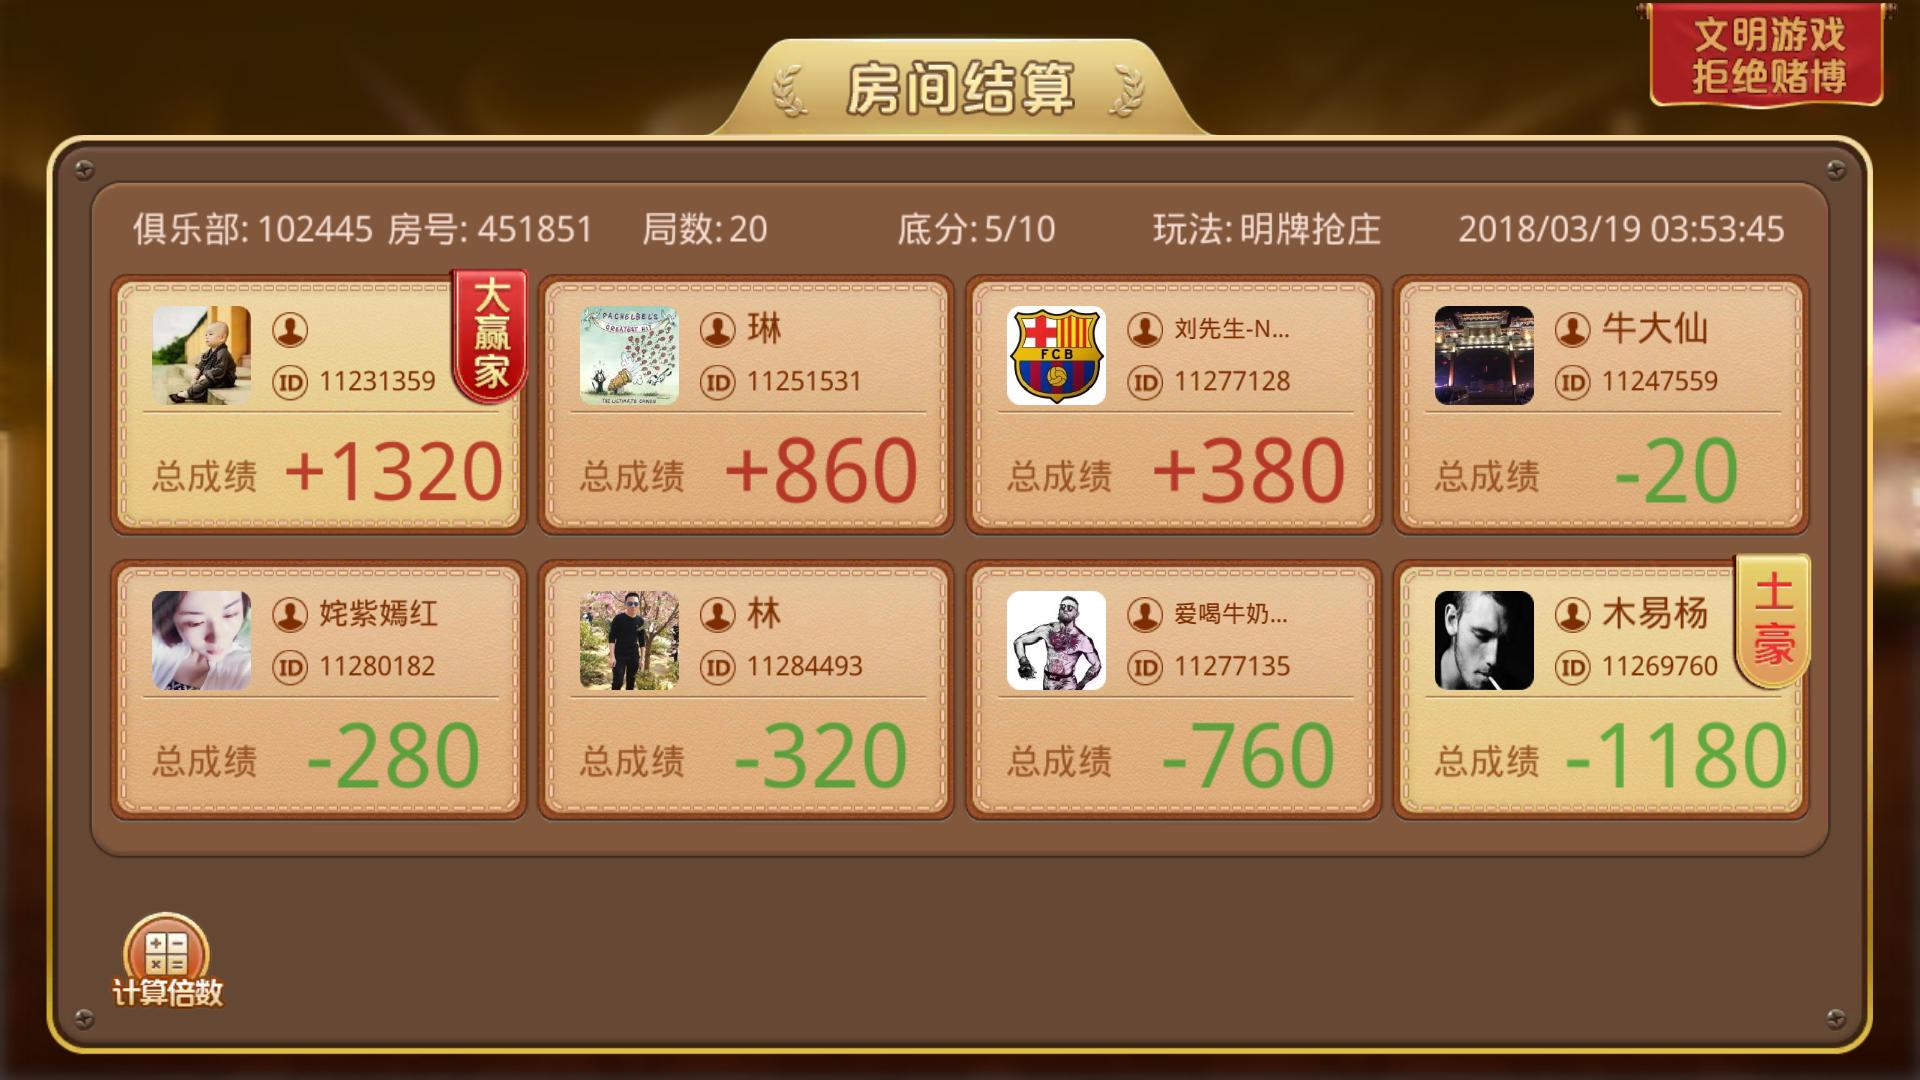 文明游戏
拒绝赌博
房间结算
俱乐部: 102445 房号: 451851 局数: 20 底分: 5/10 玩法: 明牌抢庄 2018/03/19 03:53:45
大赢家
ID 11231359
总成绩 +1320
PACHELBEL'S
GREATEST HIT
琳
ID 11251531
总成绩 +860
FCB
刘先生-N...
ID 11277128
总成绩 +380
牛大仙
ID 11247559
总成绩 -20
姹紫嫣红
ID 11280182
总成绩 -280
林
ID 11284493
总成绩 -320
爱喝牛奶...
ID 11277135
总成绩 -760
土豪
木易杨
ID 11269760
总成绩 -1180
计算倍数